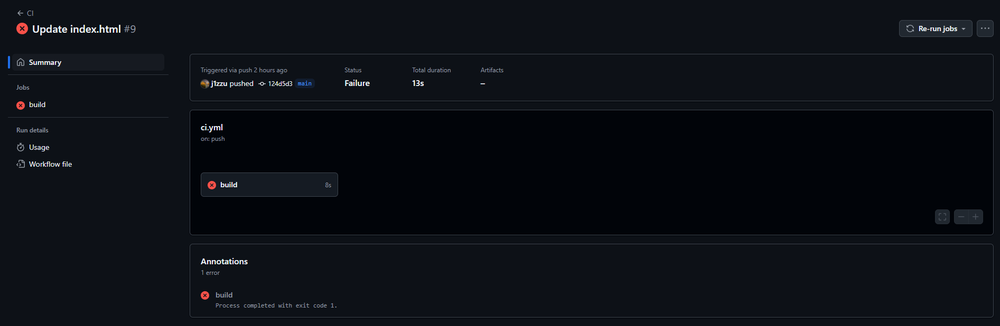 CI
Update index.html #9
Re-run jobs
Summary
Jobs
build
Run details
Usage
Workflow file
Triggered via push 2 hours ago
j1zzu pushed 124d5d3 main
Status
Failure
Total duration
13s
Artifacts
–
ci.yml
on: push
build 8s
Annotations
1 error
build
Process completed with exit code 1.